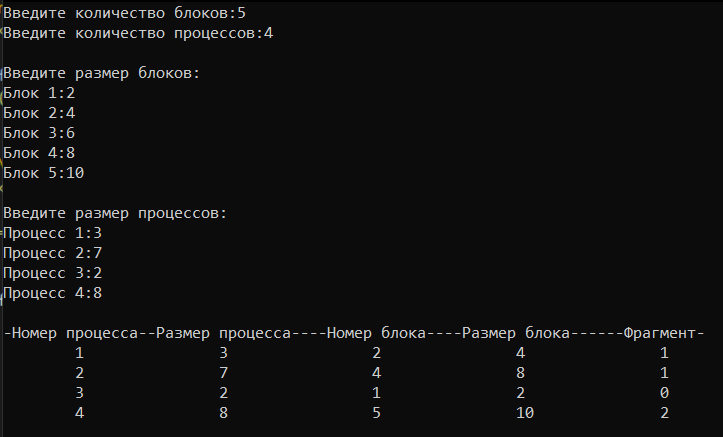 Введите количество блоков:5
Введите количество процессов:4
Введите размер блоков:
Блок 1:2
Блок 2:4
Блок 3:6
Блок 4:8
Блок 5:10
Введите размер процессов:
Процесс 1:3
Процесс 2:7
Процесс 3:2
Процесс 4:8
-Номер процесса--Размер процесса----Номер блока----Размер блока------Фрагмент-
1 3 2 4 1
2 7 4 8 1
3 2 1 2 0
4 8 5 10 2